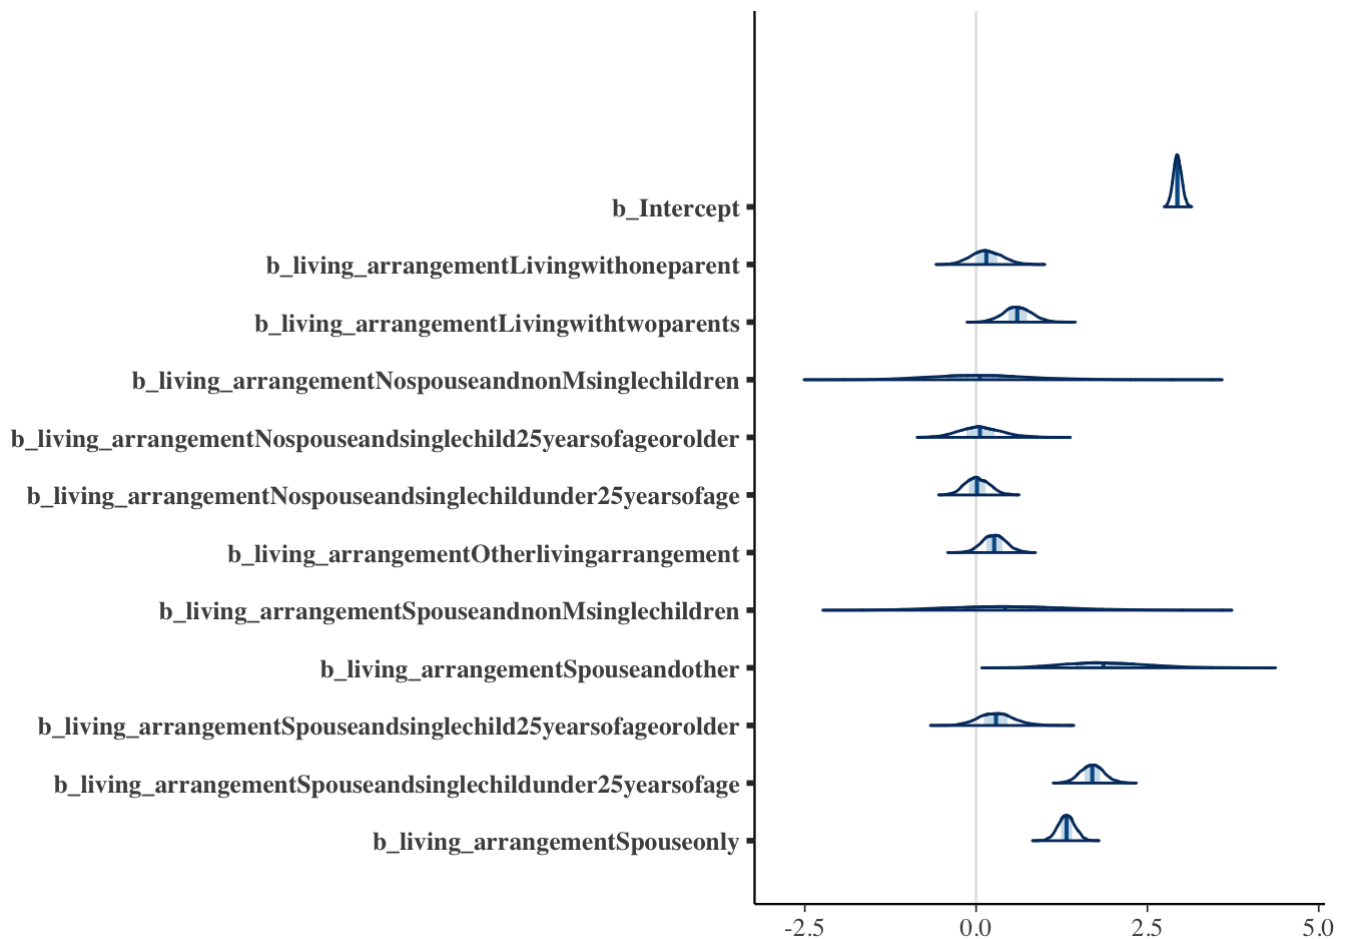 b_Intercept
b_living_arrangementLivingwithoneparent
b_living_arrangementLivingwithtwoparents
b_living_arrangementNospouseandnonMsinglechildren
b_living_arrangementNospouseandsinglechild25yearsofageorolder
b_living_arrangementNospouseandsinglechildunder25yearsofage
b_living_arrangementOtherlivingarrangement
b_living_arrangementSpouseandnonMsinglechildren
b_living_arrangementSpouseandother
b_living_arrangementSpouseandsinglechild25yearsofageorolder
b_living_arrangementSpouseandsinglechildunder25yearsofage
b_living_arrangementSpouseonly
-2.5 0.0 2.5 5.0